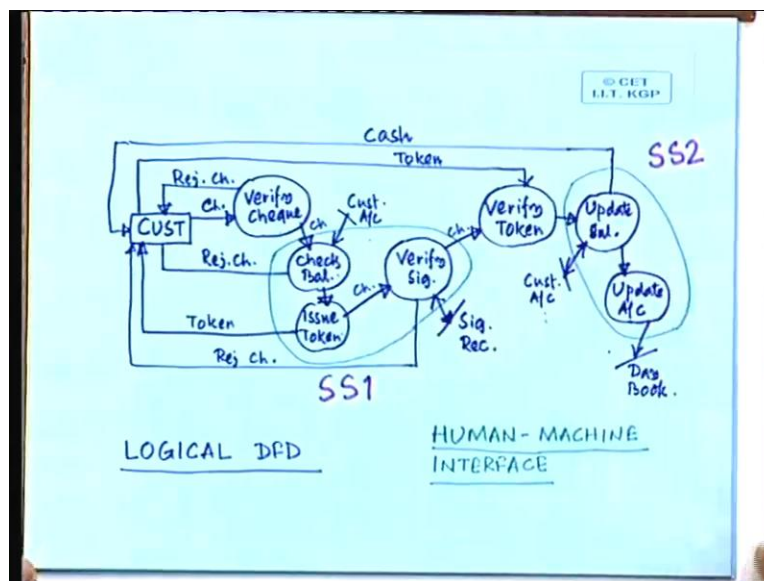 © CET
I.I.T. KGP
Cash
Token
SS2
Rej. Ch.
Ch.
CUST
Verify
Cheque
Cust.
A/c
Ch
Verify
Token
Update
Bal.
Rej. Ch.
Check
Bal.
Verify
Sig.
Ch.
Ch.
Cust.
A/c
Update
A/c
Token
Issue
Token
Sig.
Rec.
Rej Ch.
Day
Book.
SS1
LOGICAL DFD
HUMAN-MACHINE
INTERFACE